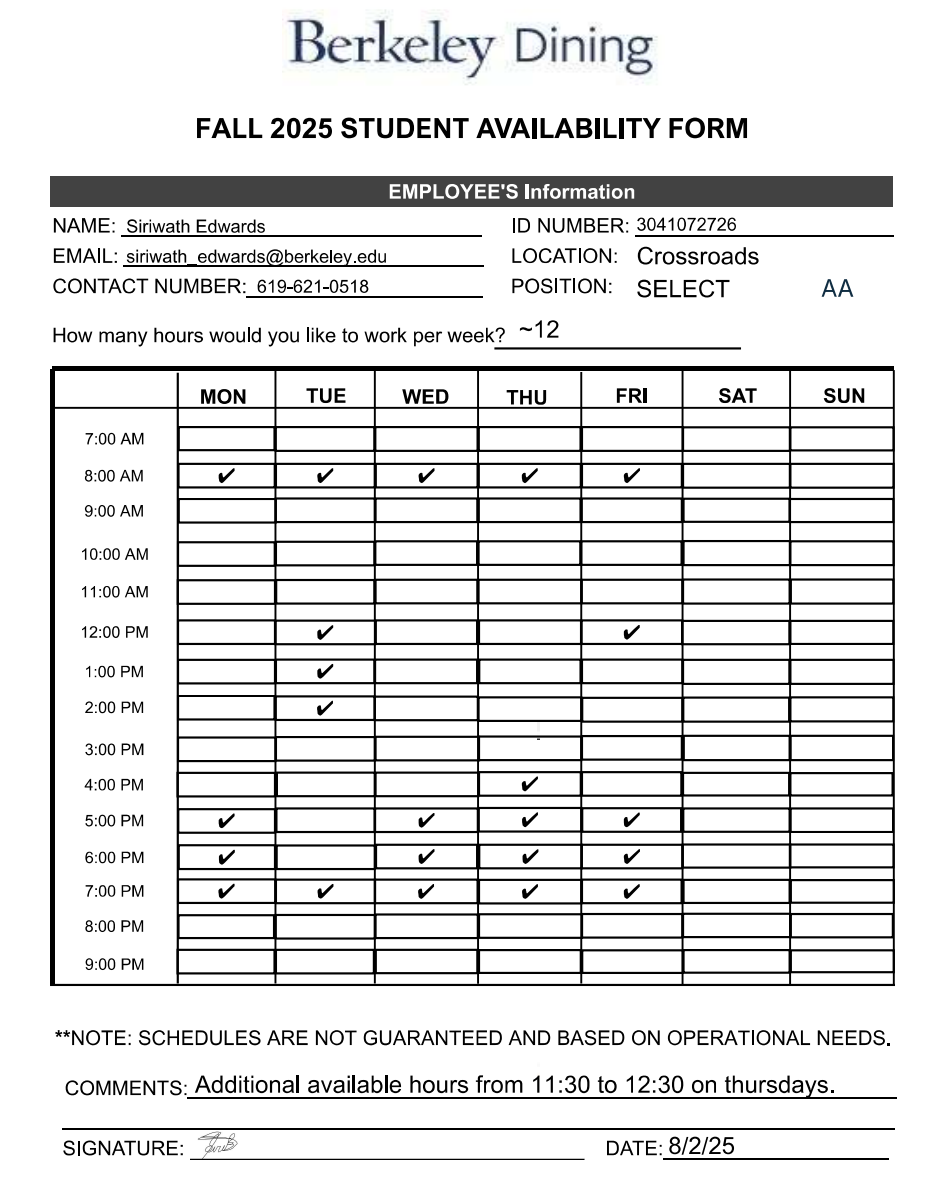 Berkeley Dining
FALL 2025 STUDENT AVAILABILITY FORM
EMPLOYEE'S Information
NAME: Siriwath Edwards ID NUMBER: 3041072726
EMAIL: siriwath_edwards@berkeley.edu LOCATION: Crossroads
CONTACT NUMBER: 619-621-0518 POSITION: SELECT AA
How many hours would you like to work per week? ~12
MON TUE WED THU FRI SAT SUN
7:00 AM
8:00 AM ✔ ✔ ✔ ✔ ✔
9:00 AM
10:00 AM
11:00 AM
12:00 PM ✔ ✔
1:00 PM ✔
2:00 PM ✔
3:00 PM
4:00 PM ✔
5:00 PM ✔ ✔ ✔ ✔
6:00 PM ✔ ✔ ✔ ✔
7:00 PM ✔ ✔ ✔ ✔ ✔
8:00 PM
9:00 PM
**NOTE: SCHEDULES ARE NOT GUARANTEED AND BASED ON OPERATIONAL NEEDS.
COMMENTS: Additional available hours from 11:30 to 12:30 on thursdays.
SIGNATURE: DATE: 8/2/25